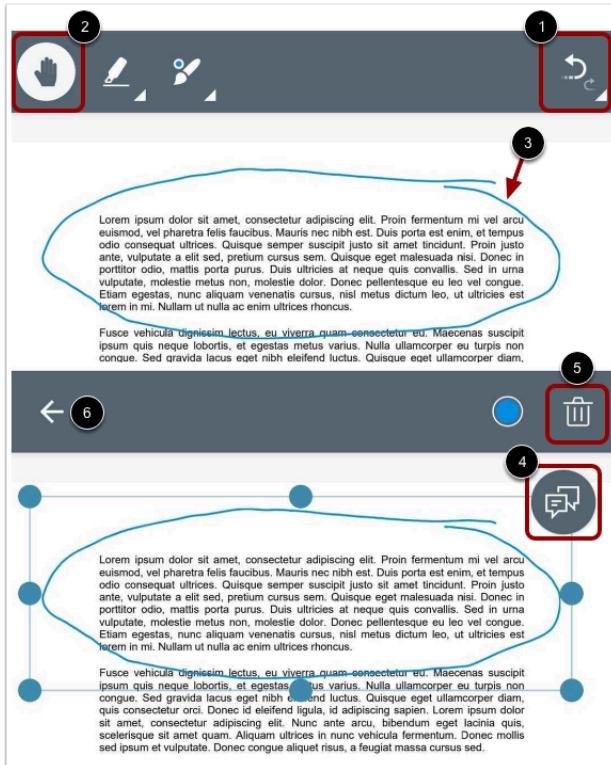 2
1
3
Lorem ipsum dolor sit amet, consectetur adipiscing elit. Proin fermentum mi vel arcu
euismod, vel pharetra felis faucibus. Mauris nec nibh est. Duis porta est enim, et tempus
odio consequat ultrices. Quisque semper suscipit justo sit amet tincidunt. Proin justo
ante, vulputate a elit sed, pretium cursus sem. Quisque eget malesuada nisi. Donec in
porttitor odio, mattis porta purus. Duis ultricies at neque quis convallis. Sed in urna
vulputate, molestie metus non, molestie dolor. Donec pellentesque eu leo vel congue.
Etiam egestas, nunc aliquam venenatis cursus, nisl metus dictum leo, ut ultricies est
lorem in mi. Nullam ut nulla ac enim ultrices rhoncus.
Fusce vehicula dignissim lectus, eu viverra quam consectetur eu. Maecenas suscipit
ipsum quis neque lobortis, et egestas metus varius. Nulla ullamcorper eu turpis non
congue. Sed gravida lacus eget nibh eleifend luctus. Quisque eget ullamcorper diam,
5
6
4
Lorem ipsum dolor sit amet, consectetur adipiscing elit. Proin fermentum mi vel arcu
euismod, vel pharetra felis faucibus. Mauris nec nibh est. Duis porta est enim, et tempus
odio consequat ultrices. Quisque semper suscipit justo sit amet tincidunt. Proin justo
ante, vulputate a elit sed, pretium cursus sem. Quisque eget malesuada nisi. Donec in
porttitor odio, mattis porta purus. Duis ultricies at neque quis convallis. Sed in urna
vulputate, molestie metus non, molestie dolor. Donec pellentesque eu leo vel congue.
Etiam egestas, nunc aliquam venenatis cursus, nisl metus dictum leo, ut ultricies est
lorem in mi. Nullam ut nulla ac enim ultrices rhoncus.
Fusce vehicula dignissim lectus, eu viverra quam consectetur eu. Maecenas suscipit
ipsum quis neque lobortis, et egestas us varius. Nulla ullamcorper eu turpis non
congue. Sed gravida lacus eget nibh end luctus. Quisque eget ullamcorper diam,
quis consectetur orci. Donec id eleifend ligula, id adipiscing sapien. Lorem ipsum dolor
sit amet, consectetur adipiscing elit. Nunc ante arcu, bibendum eget lacinia quis,
scelerisque sit amet quam. Aliquam ultrices in nunc vehicula fermentum. Donec mollis
sed ipsum et vulputate. Donec congue aliquet risus, a feugiat massa cursus sed.